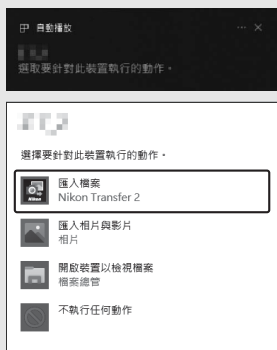 自動播放
選取要針對此裝置執行的動作。
選擇要針對此裝置執行的動作。
匯入檔案
Nikon Transfer 2
匯入相片與影片
相片
開啟裝置以檢視檔案
檔案總管
不執行任何動作